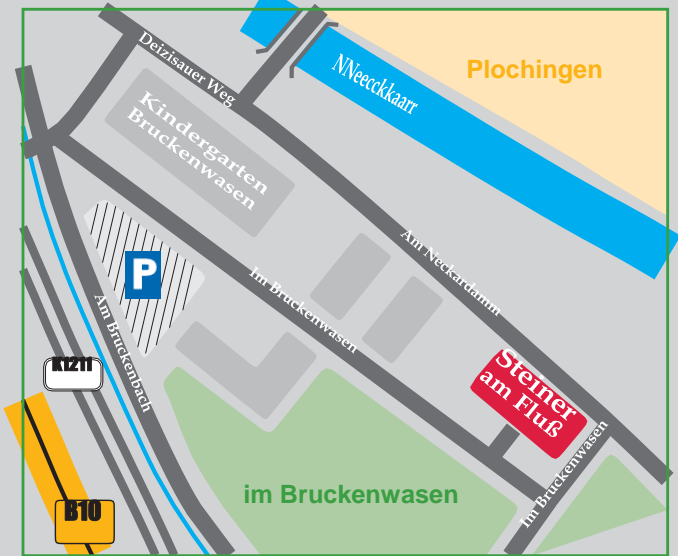 Deizisauer Weg
NNeecckkaarr
Plochingen
Kindergarten
Bruckenwasen
P
Am Neckardamm
Im Bruckenwasen
Am Bruckenbach
K1211
Steiner
am Fluß
Im Bruckenwasen
im Bruckenwasen
B10